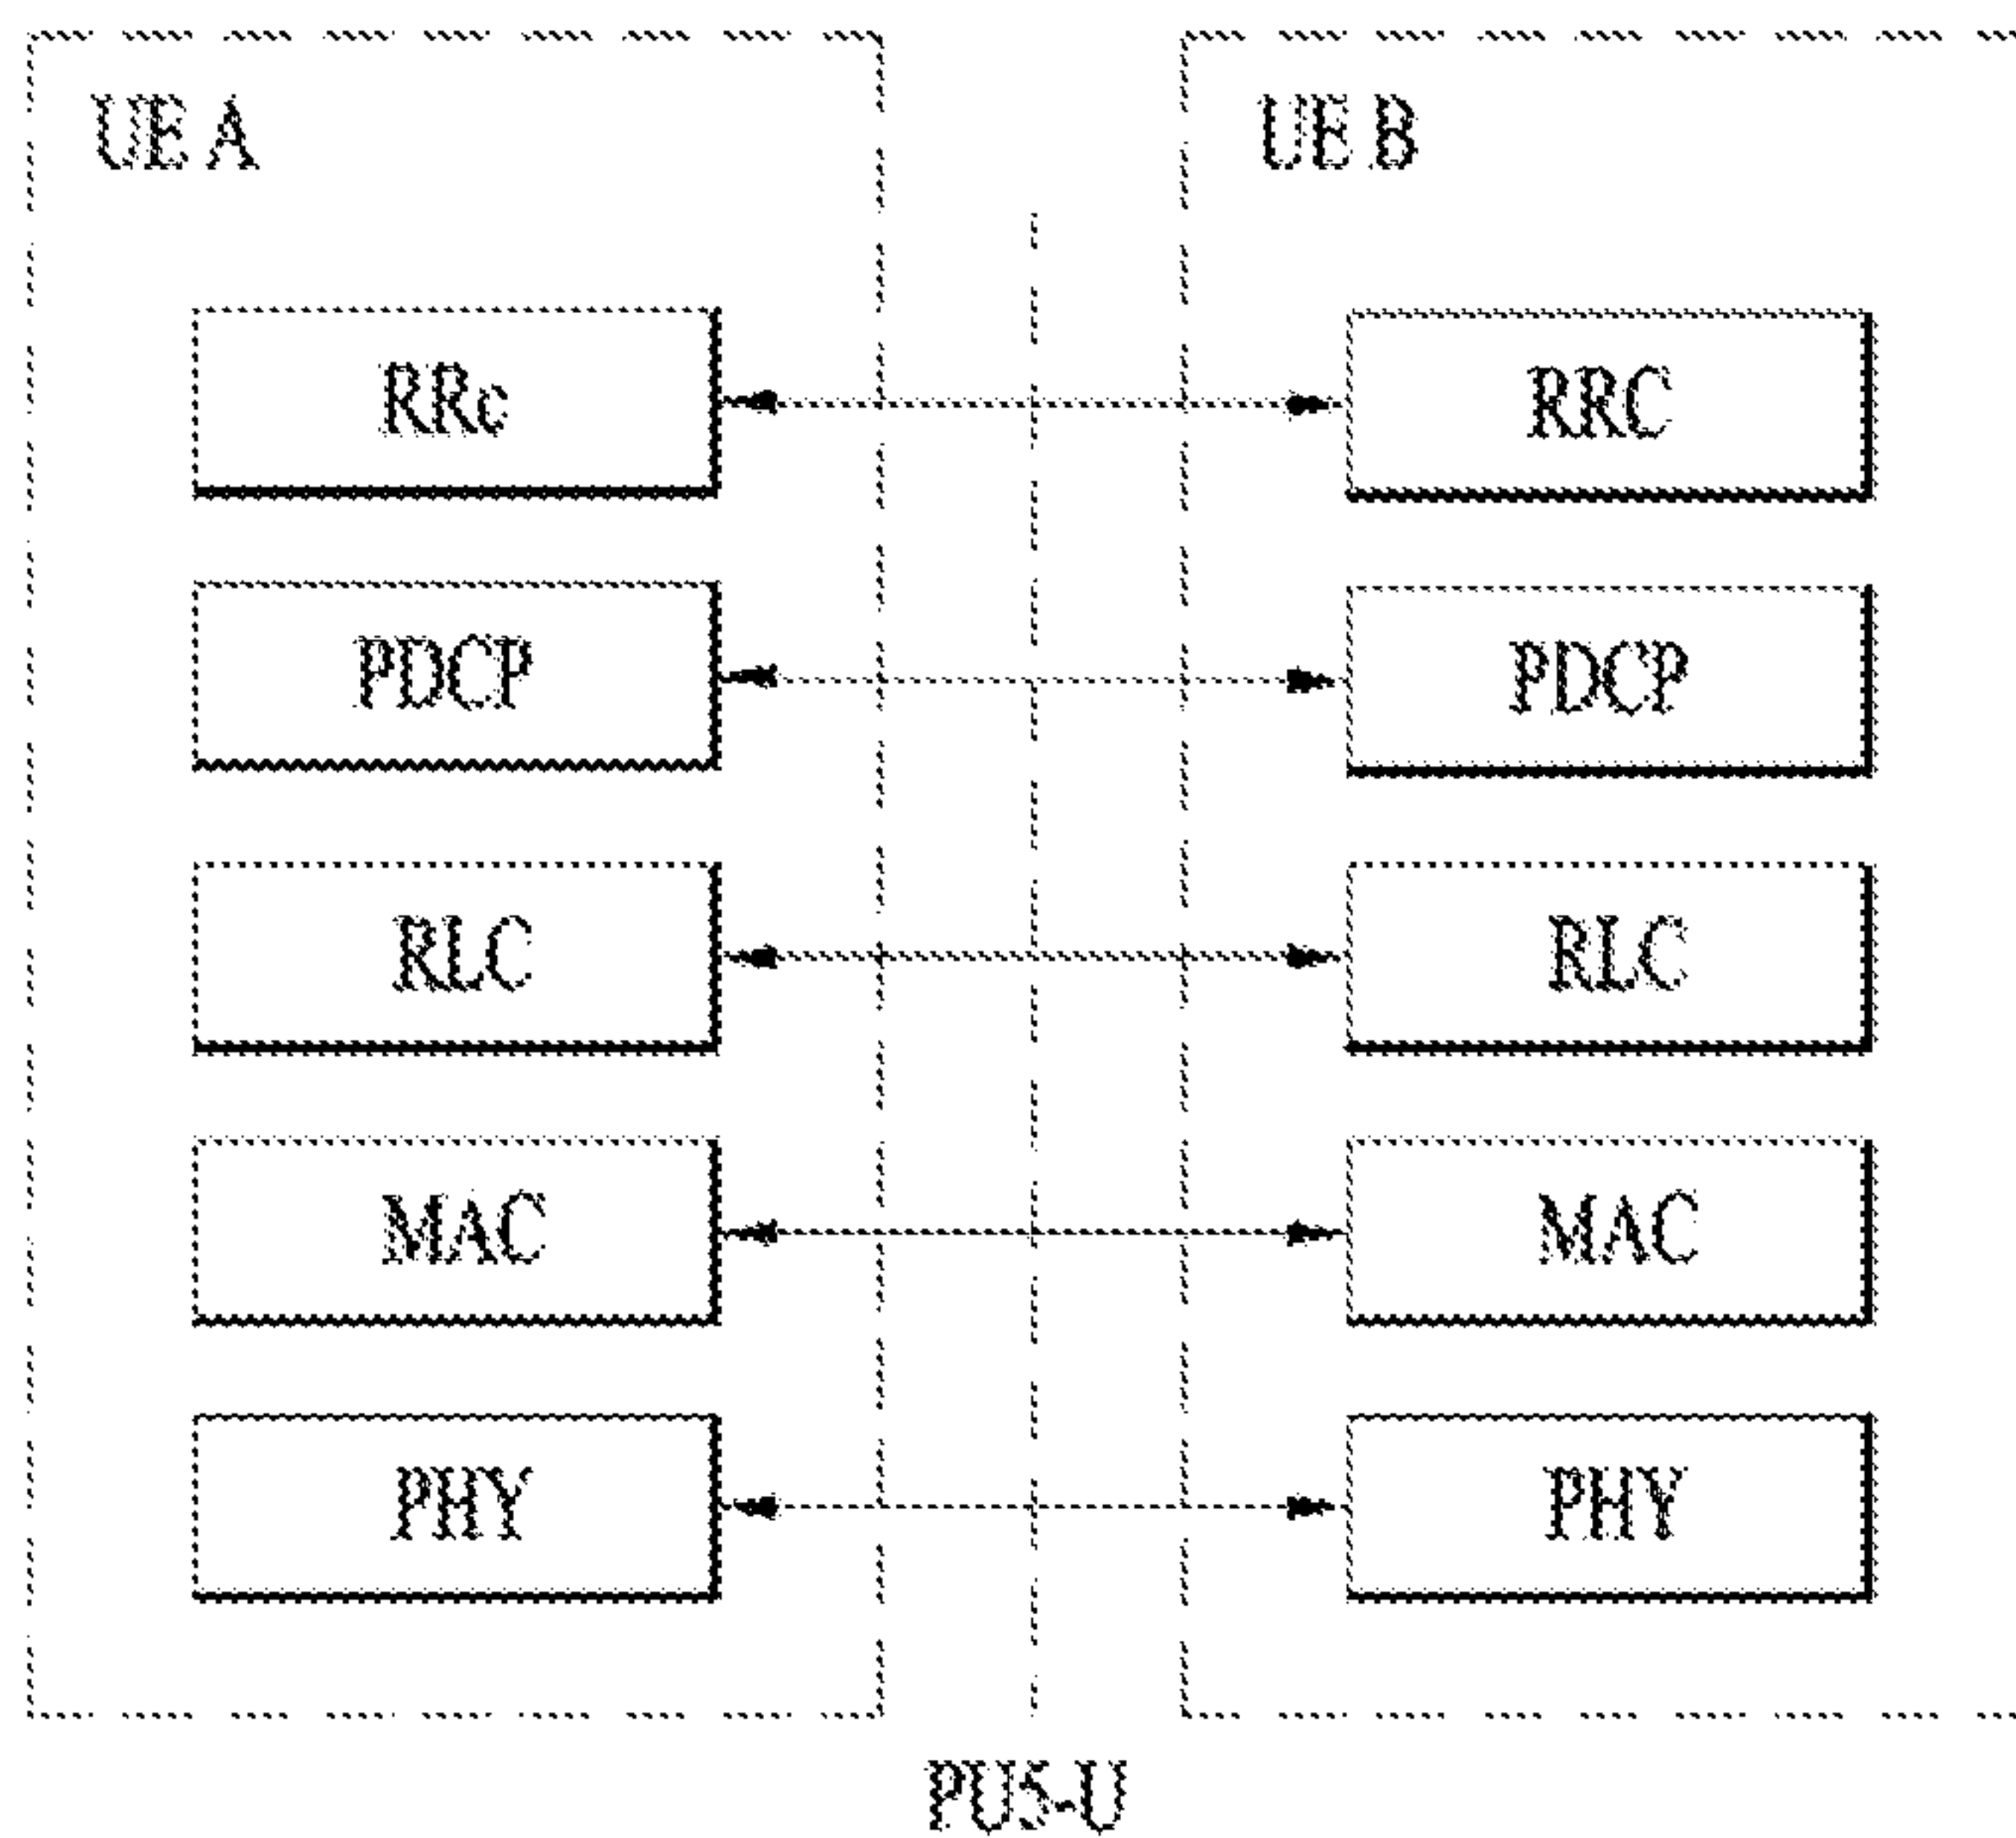 UE A
UE B
RRc
RRC
PDCP
PDCP
RLC
RLC
MAC
MAC
PHY
PHY
PU5-U